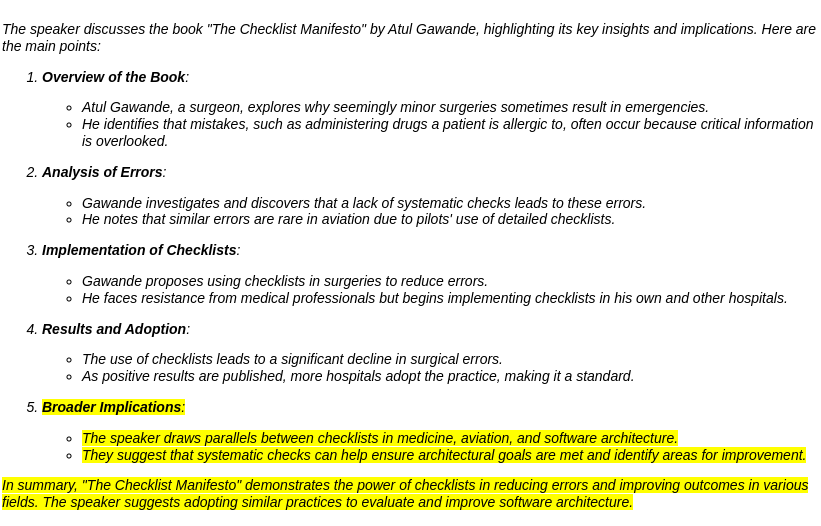 The speaker discusses the book "The Checklist Manifesto" by Atul Gawande, highlighting its key insights and implications. Here are
the main points:
1. Overview of the Book:
◦ Atul Gawande, a surgeon, explores why seemingly minor surgeries sometimes result in emergencies.
◦ He identifies that mistakes, such as administering drugs a patient is allergic to, often occur because critical information
is overlooked.
2. Analysis of Errors:
◦ Gawande investigates and discovers that a lack of systematic checks leads to these errors.
◦ He notes that similar errors are rare in aviation due to pilots' use of detailed checklists.
3. Implementation of Checklists:
◦ Gawande proposes using checklists in surgeries to reduce errors.
◦ He faces resistance from medical professionals but begins implementing checklists in his own and other hospitals.
4. Results and Adoption:
◦ The use of checklists leads to a significant decline in surgical errors.
◦ As positive results are published, more hospitals adopt the practice, making it a standard.
5. Broader Implications:
◦ The speaker draws parallels between checklists in medicine, aviation, and software architecture.
◦ They suggest that systematic checks can help ensure architectural goals are met and identify areas for improvement.
In summary, "The Checklist Manifesto" demonstrates the power of checklists in reducing errors and improving outcomes in various
fields. The speaker suggests adopting similar practices to evaluate and improve software architecture.